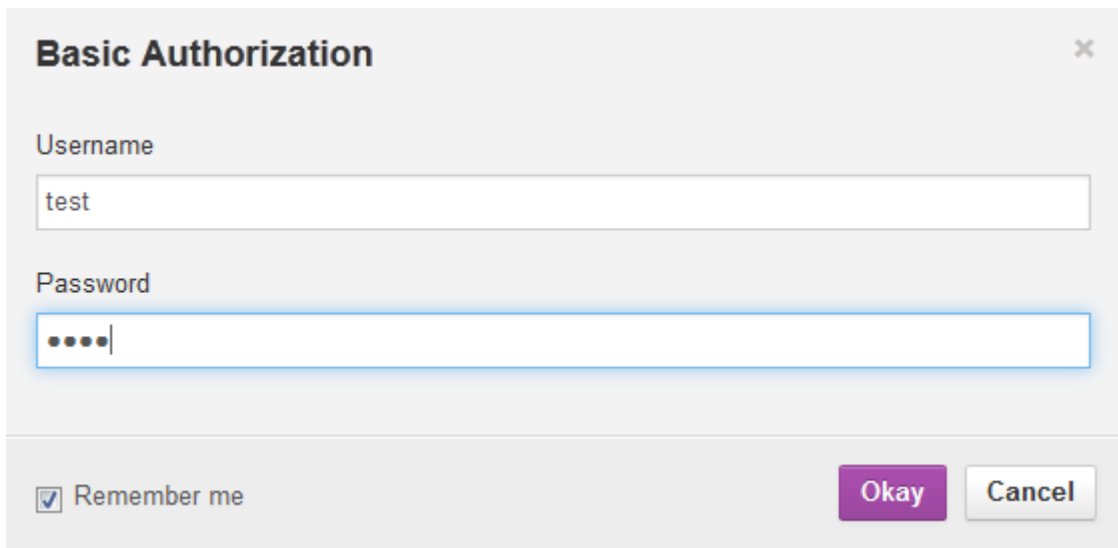 Basic Authorization
Username
test
Password
••••
Remember me
Okay
Cancel